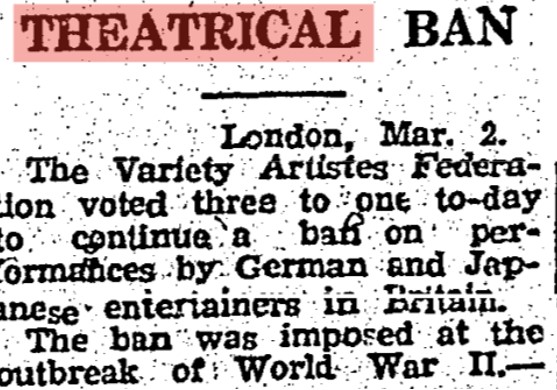 THEATRICAL BAN
London, Mar. 2.
The Variety Artistes Federa-
tion voted three to one to-day
to continue a ban on per-
formances by German and Jap-
anese entertainers in Britain.
The ban was imposed at the
outbreak of World War II.—